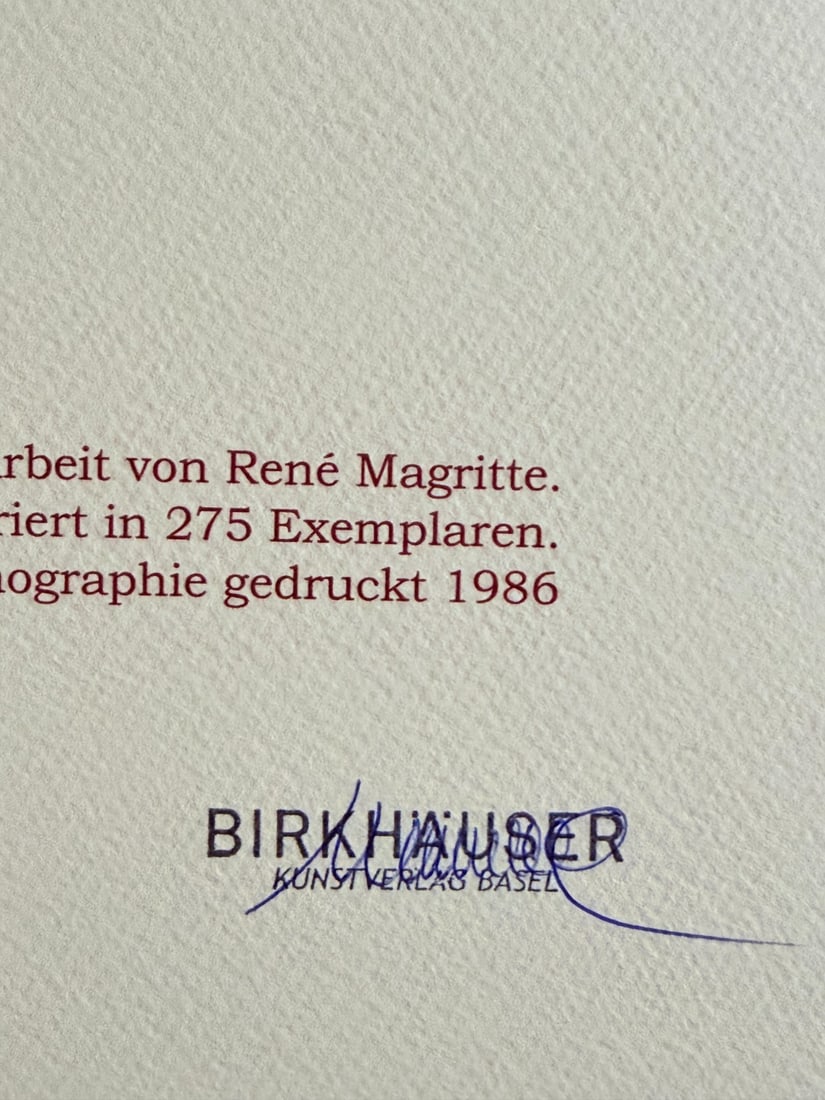 rbeit von René Magritte.
riert in 275 Exemplaren.
ographie gedruckt 1986
BIRKHÄUSER
KUNSTVERLAG BASEL